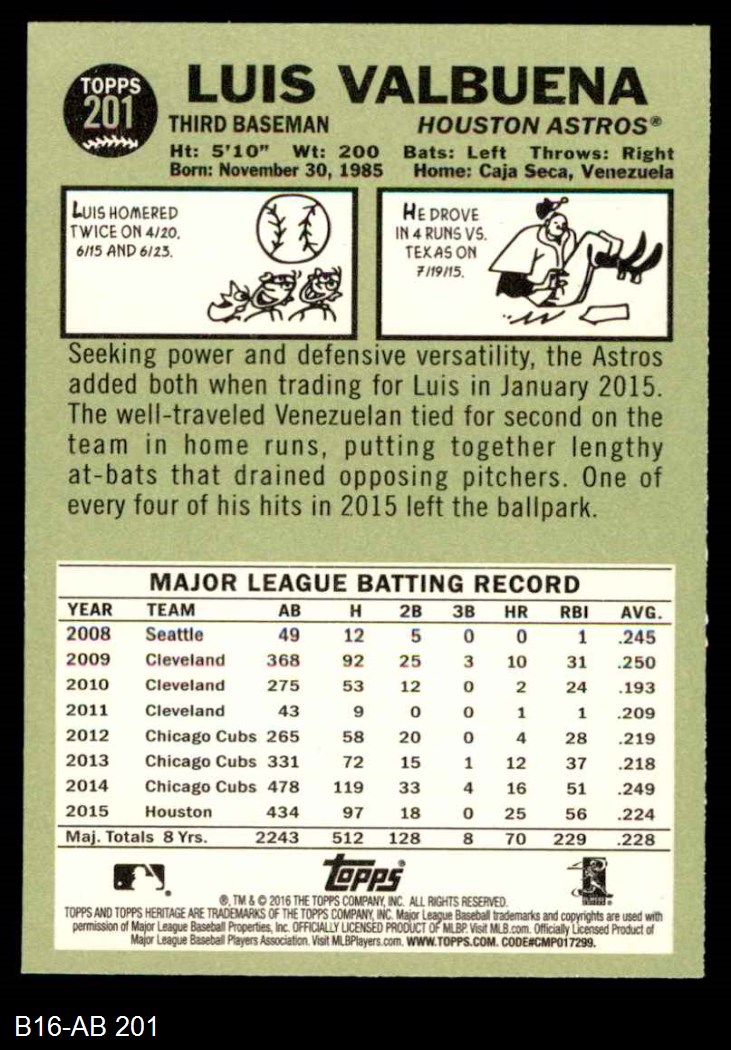 TOPPS
201
LUIS VALBUENA
THIRD BASEMAN HOUSTON ASTROS®
Ht: 5'10" Wt: 200 Bats: Left Throws: Right
Born: November 30, 1985 Home: Caja Seca, Venezuela
LUIS HOMERED
TWICE ON 4/20,
6/15 AND 6/23.
HE DROVE
IN 4 RUNS VS.
TEXAS ON
7/19/15.
Seeking power and defensive versatility, the Astros
added both when trading for Luis in January 2015.
The well-traveled Venezuelan tied for second on the
team in home runs, putting together lengthy
at-bats that drained opposing pitchers. One of
every four of his hits in 2015 left the ballpark.
MAJOR LEAGUE BATTING RECORD
YEAR TEAM AB H 2B 3B HR RBI AVG.
2008 Seattle 49 12 5 0 0 1 .245
2009 Cleveland 368 92 25 3 10 31 .250
2010 Cleveland 275 53 12 0 2 24 .193
2011 Cleveland 43 9 0 0 1 1 .209
2012 Chicago Cubs 265 58 20 0 4 28 .219
2013 Chicago Cubs 331 72 15 1 12 37 .218
2014 Chicago Cubs 478 119 33 4 16 51 .249
2015 Houston 434 97 18 0 25 56 .224
Maj. Totals 8 Yrs. 2243 512 128 8 70 229 .228
topps®
®, TM & © 2016 THE TOPPS COMPANY, INC. ALL RIGHTS RESERVED.
TOPPS AND TOPPS HERITAGE ARE TRADEMARKS OF THE TOPPS COMPANY, INC. Major League Baseball trademarks and copyrights are used with
permission of Major League Baseball Properties, Inc. OFFICIALLY LICENSED PRODUCT OF MLBP. Visit MLB.com. Officially Licensed Product of
Major League Baseball Players Association. Visit MLBPlayers.com. WWW.TOPPS.COM. CODE#CMP017299.
B16-AB 201